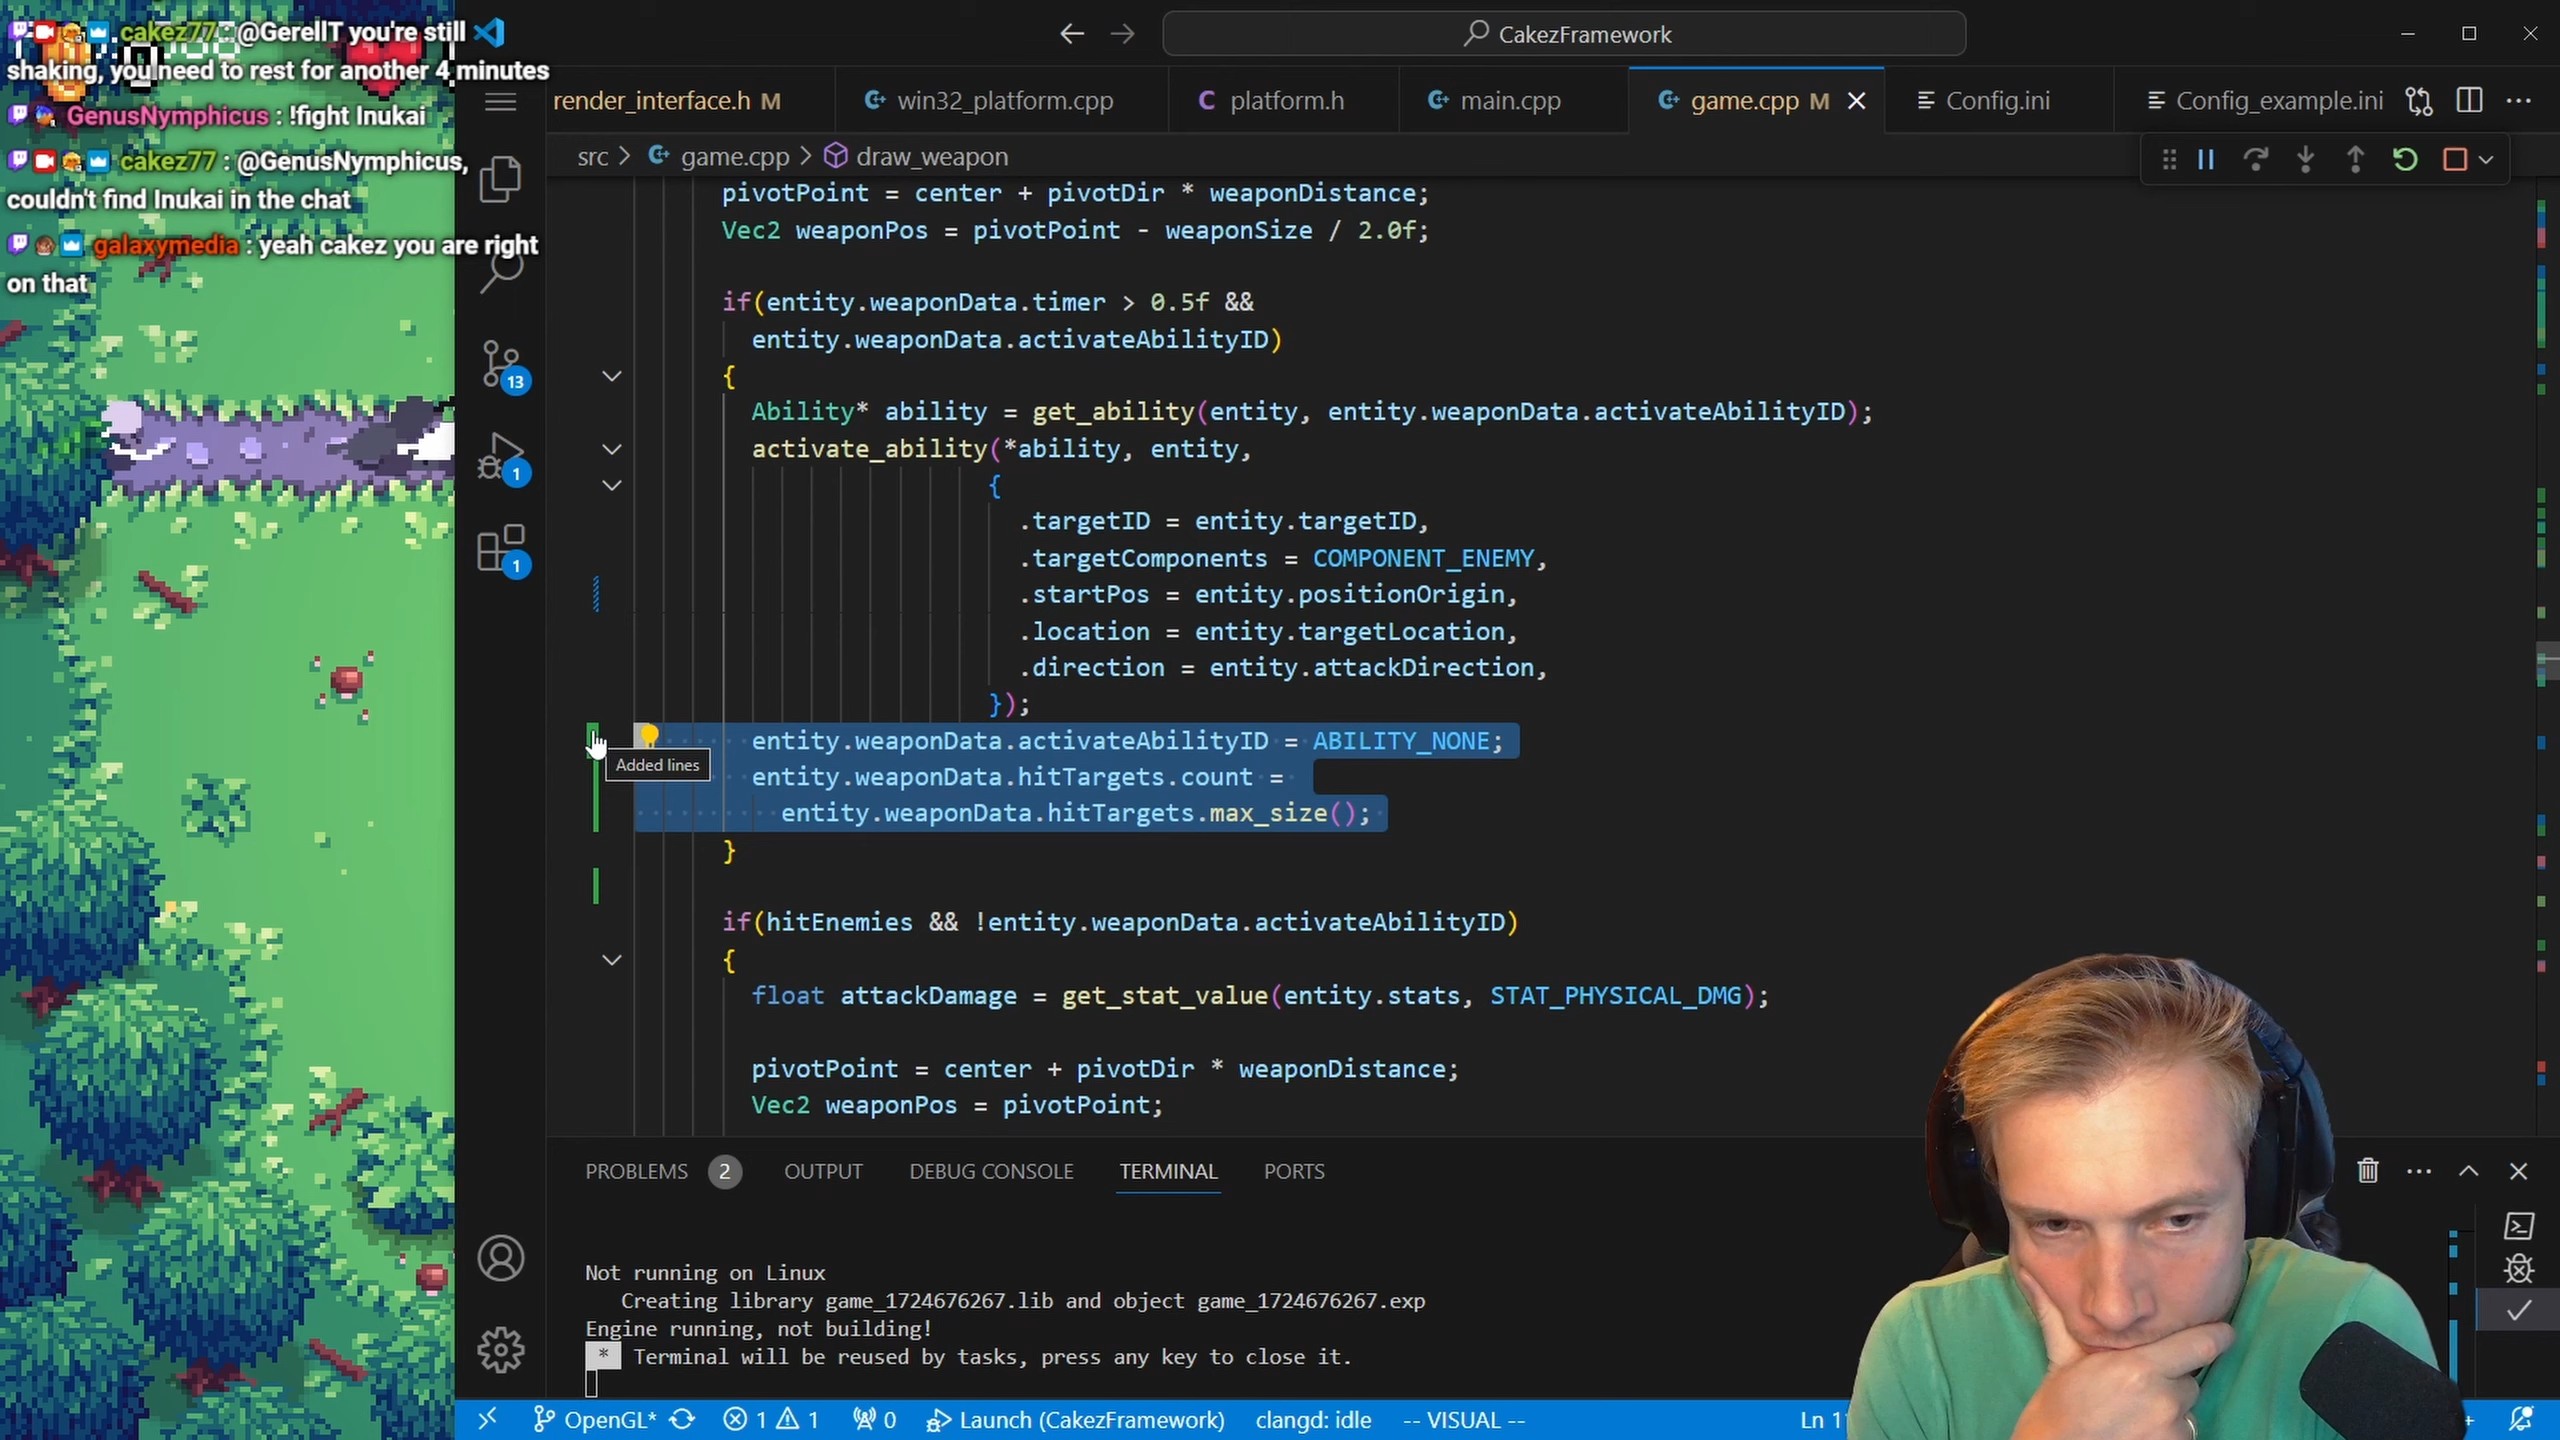 cakez77 : @GerellT you're still
shaking, you need to rest for another 4 minutes
GenusNymphicus : !fight Inukai
cakez77 : @GenusNymphicus,
couldn't find Inukai in the chat
galaxymedia : yeah cakez you are right
on that
CakezFramework
render_interface.h M
win32_platform.cpp
platform.h
main.cpp
game.cpp M
Config.ini
Config_example.ini
src > game.cpp > draw_weapon
pivotPoint = center + pivotDir * weaponDistance;
Vec2 weaponPos = pivotPoint - weaponSize / 2.0f;
if(entity.weaponData.timer > 0.5f &&
entity.weaponData.activateAbilityID)
{
Ability* ability = get_ability(entity, entity.weaponData.activateAbilityID);
activate_ability(*ability, entity,
{
.targetID = entity.targetID,
.targetComponents = COMPONENT_ENEMY,
.startPos = entity.positionOrigin,
.location = entity.targetLocation,
.direction = entity.attackDirection,
});
entity.weaponData.activateAbilityID = ABILITY_NONE;
Added lines
entity.weaponData.hitTargets.count =
entity.weaponData.hitTargets.max_size();
}
if(hitEnemies && !entity.weaponData.activateAbilityID)
{
float attackDamage = get_stat_value(entity.stats, STAT_PHYSICAL_DMG);
pivotPoint = center + pivotDir * weaponDistance;
Vec2 weaponPos = pivotPoint;
13
1
1
PROBLEMS 2 OUTPUT DEBUG CONSOLE TERMINAL PORTS
Not running on Linux
Creating library game_1724676267.lib and object game_1724676267.exp
Engine running, not building!
* Terminal will be reused by tasks, press any key to close it.
OpenGL* 1 1 0 Launch (CakezFramework) clangd: idle -- VISUAL -- Ln